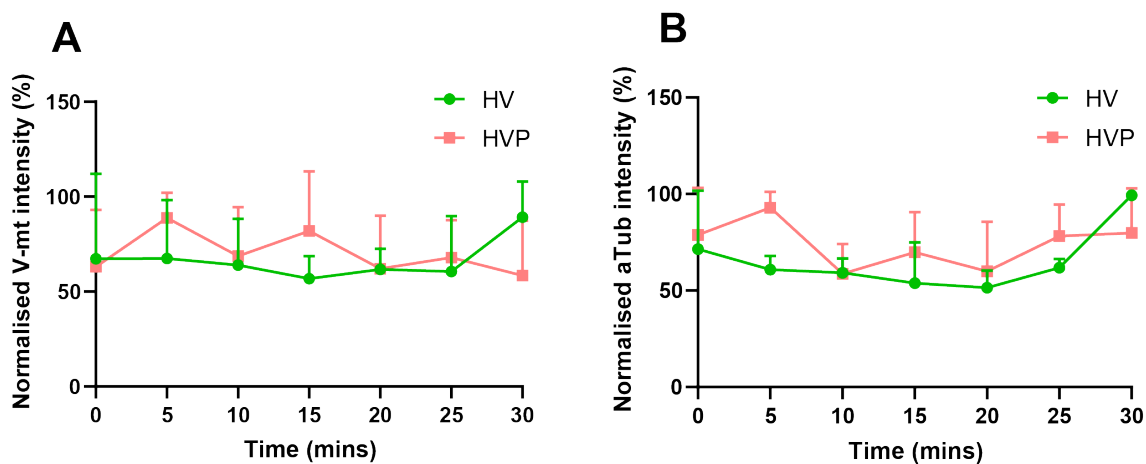 A
Normalised V-mt intensity (%)
150
100
50
0
0 5 10 15 20 25 30
Time (mins)
HV
HVP
B
Normalised aTub intensity (%)
150
100
50
0
0 5 10 15 20 25 30
Time (mins)
HV
HVP